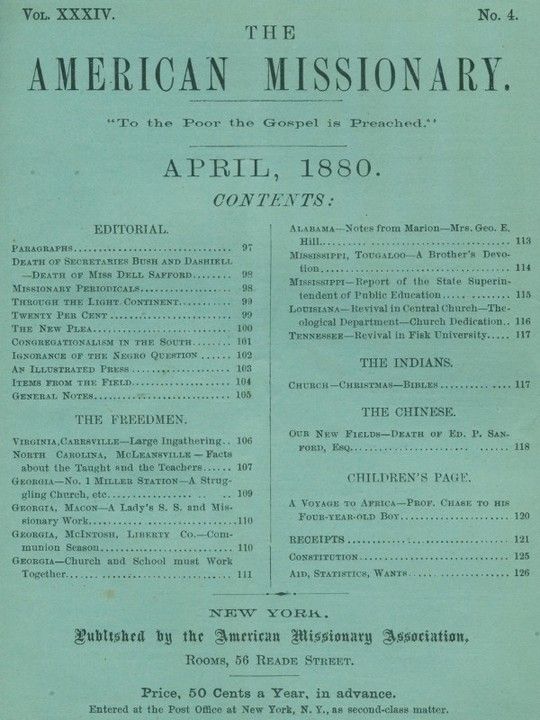 Vol. XXXIV. No. 4.
THE
AMERICAN MISSIONARY.
"To the Poor the Gospel is Preached."
APRIL, 1880.
CONTENTS:
EDITORIAL.
Paragraphs 97
Death of Secretaries Bush and Dashiell
—Death of Miss Dell Safford 98
Missionary Periodicals 98
Through the Light Continent 99
Twenty Per Cent 99
The New Plea 100
Congregationalism in the South 101
Ignorance of the Negro Question 102
An Illustrated Press 103
Items from the Field 104
General Notes 105
THE FREEDMEN.
Virginia, Carrsville—Large Ingathering 106
North Carolina, McLeansville—Facts
about the Taught and the Teachers 107
Georgia—No. 1 Miller Station—A Strug-
gling Church, etc. 109
Georgia, Macon—A Lady's S. S. and Mis-
sionary Work 110
Georgia, McIntosh, Liberty Co.—Com-
munion Season 110
Georgia—Church and School must Work
Together 111
Alabama—Notes from Marion—Mrs. Geo. E.
Hill 113
Mississippi, Tougaloo—A Brother's Devo-
tion 114
Mississippi—Report of the State Superin-
tendent of Public Education 115
Louisiana—Revival in Central Church—The-
ological Department—Church Dedication 116
Tennessee—Revival in Fisk University 117
THE INDIANS.
Church—Christmas—Bibles 117
THE CHINESE.
Our New Fields—Death of Ed. P. San-
ford, Esq. 118
CHILDREN'S PAGE.
A Voyage to Africa—Prof. Chase to his
Four-year-old Boy 120
RECEIPTS 121
Constitution 125
Aid, Statistics, Wants 126
NEW YORK.
Published by the American Missionary Association,
Rooms, 56 Reade Street.
Price, 50 Cents a Year, in advance.
Entered at the Post Office at New York, N. Y., as second-class matter.